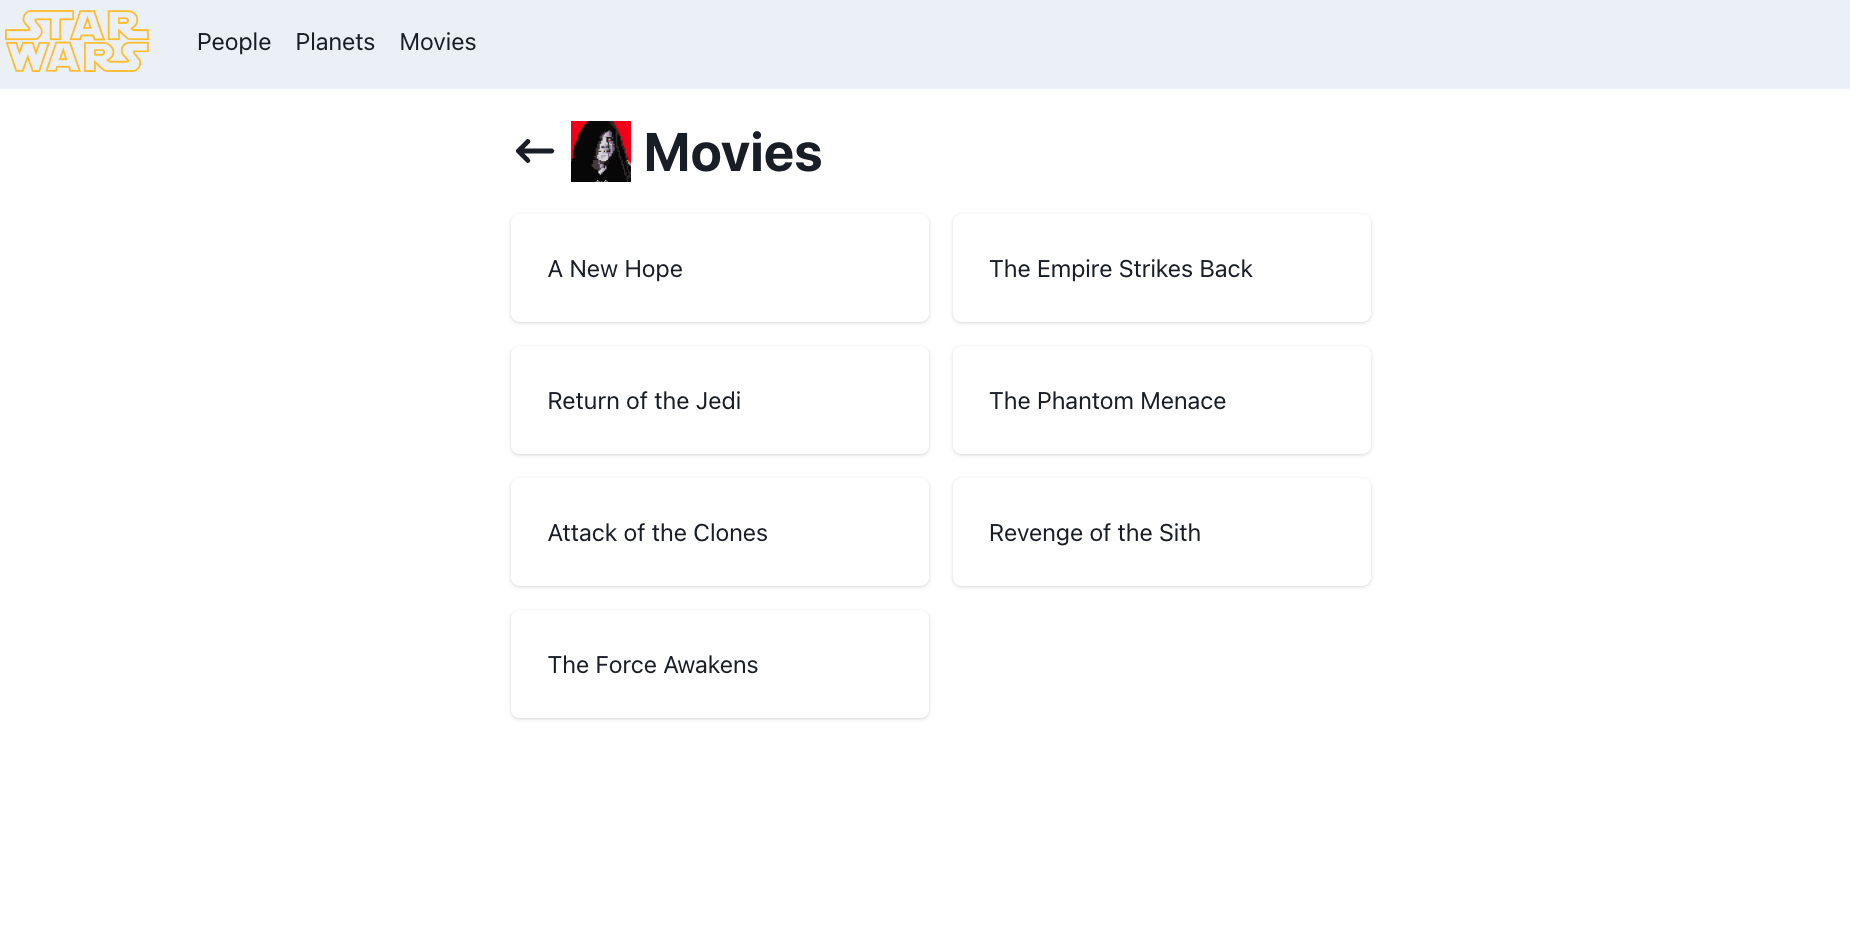 STAR
WARS
People Planets Movies
Movies
A New Hope
The Empire Strikes Back
Return of the Jedi
The Phantom Menace
Attack of the Clones
Revenge of the Sith
The Force Awakens